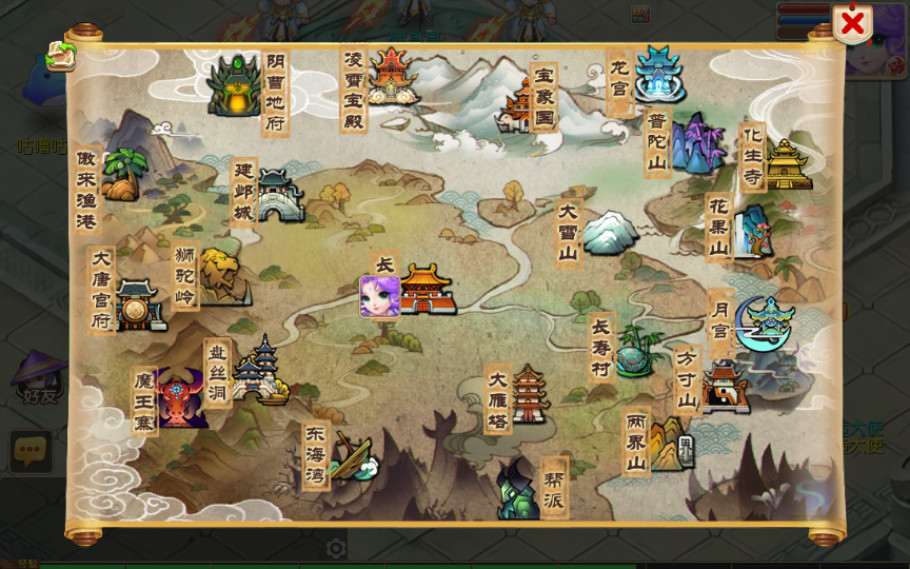 阴曹地府
凌霄宝殿
宝象国
龙宫
普陀山
化生寺
傲来渔港
建邺城
大雪山
花果山
大唐官府
狮驼岭
长
月宫
长寿村
方寸山
魔王寨
盘丝洞
大雁塔
两界山
东海湾
帮派
好友